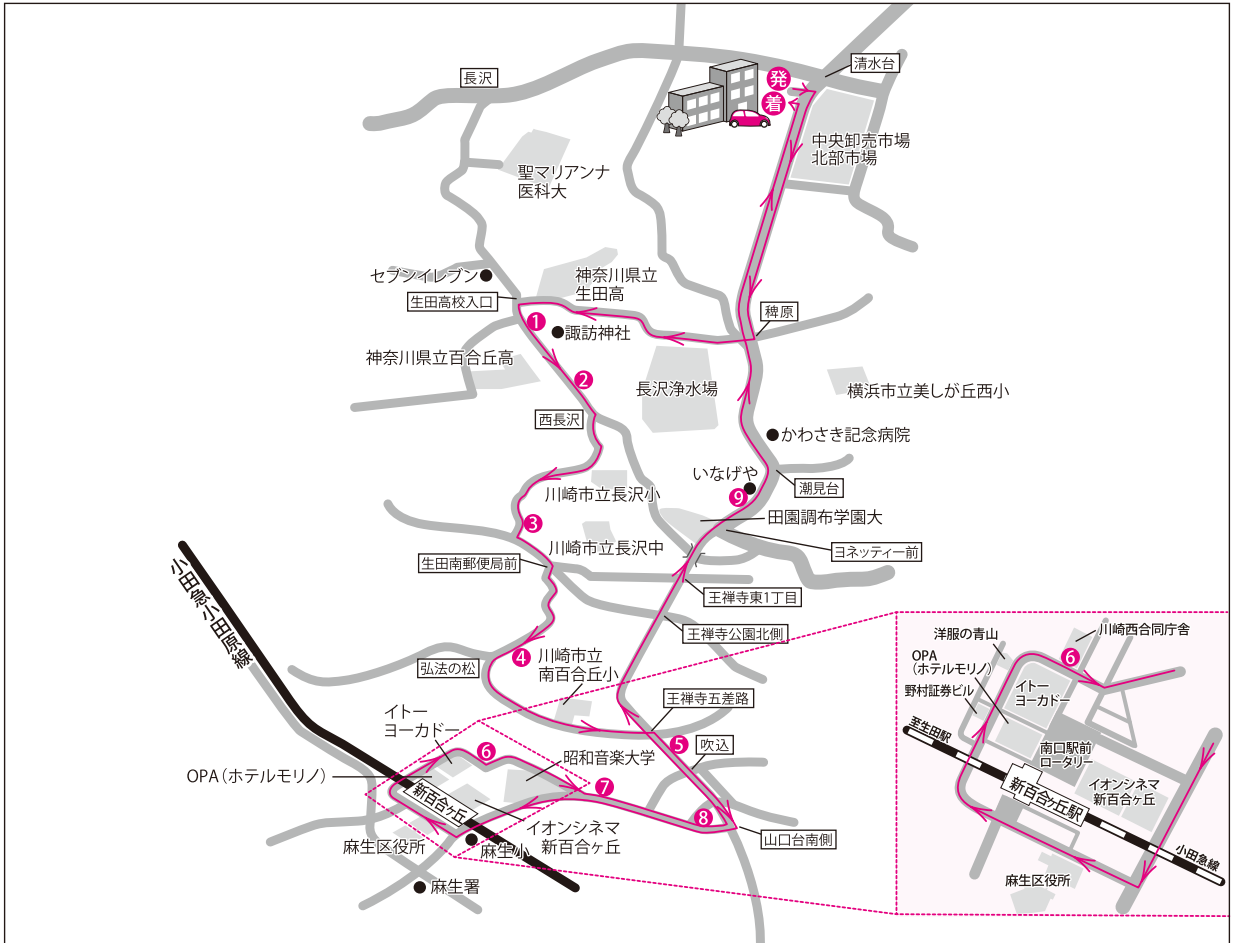 長沢
発
着
清水台
中央卸売市場
北部市場
聖マリアンナ
医科大
セブンイレブン
神奈川県立
生田高
生田高校入口
稗原
1
諏訪神社
神奈川県立百合丘高
2
長沢浄水場
横浜市立美しが丘西小
西長沢
かわさき記念病院
いなげや
潮見台
川崎市立長沢小
9
田園調布学園大
3
川崎市立長沢中
ヨネッティー前
生田南郵便局前
小田急小田原線
王禅寺東1丁目
王禅寺公園北側
4
川崎市立
南百合丘小
弘法の松
王禅寺五差路
イトー
ヨーカドー
5
吹込
6
昭和音楽大学
OPA(ホテルモリノ)
7
新百合ヶ丘
8
イオンシネマ
新百合ヶ丘
山口台南側
麻生区役所
麻生小
麻生署
川崎西合同庁舎
洋服の青山
6
OPA
(ホテルモリノ)
イトー
ヨーカドー
野村証券ビル
至生田駅
南口駅前
ロータリー
イオンシネマ
新百合ヶ丘
新百合ヶ丘駅
小田急線
麻生区役所